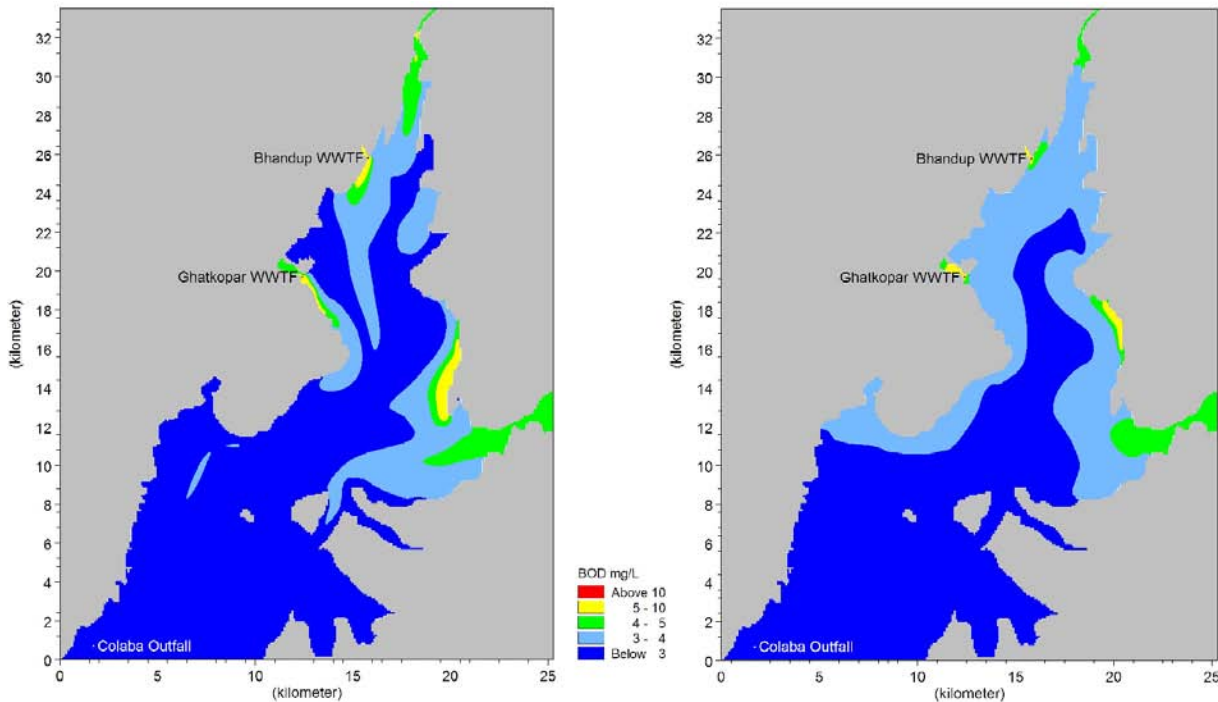 32
30
28
26
24
22
20
18
16
14
12
10
8
6
4
2
0
(kilometer)
Bhandup WWTF
Ghatkopar WWTF
Colaba Outfall
0 5 10 15 20 25
(kilometer)
BOD mg/L
Above 10
5 - 10
4 - 5
3 - 4
Below 3
32
30
28
26
24
22
20
18
16
14
12
10
8
6
4
2
0
(kilometer)
Bhandup WWTF
Ghatkopar WWTF
Colaba Outfall
0 5 10 15 20 25
(kilometer)